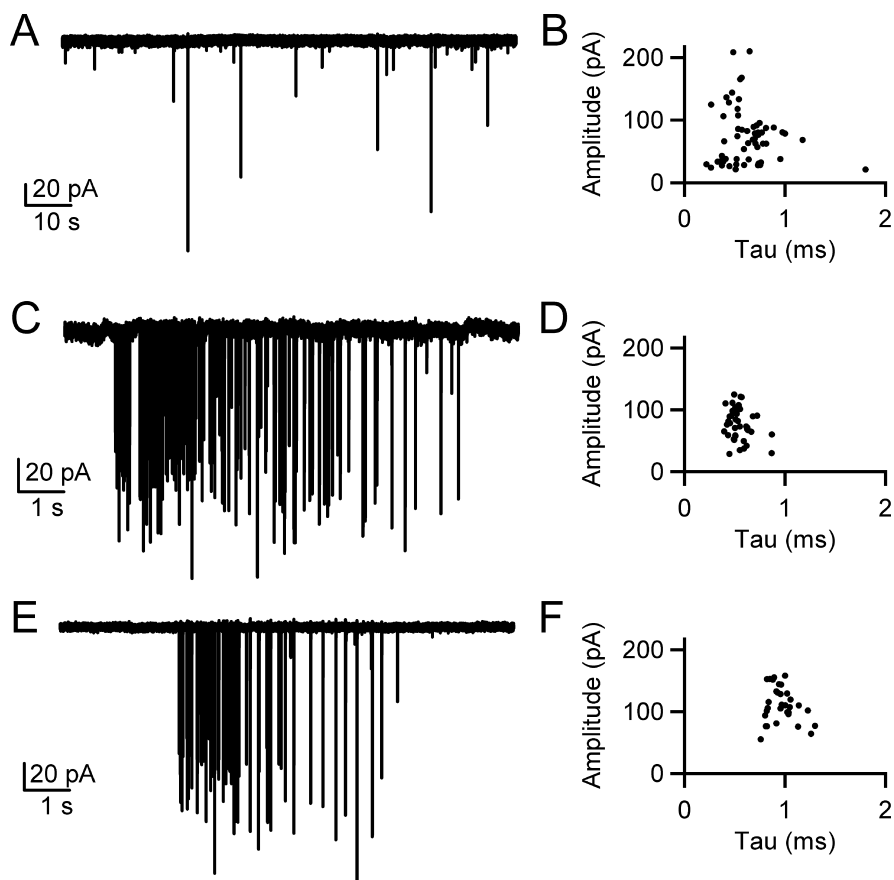 A
20 pA
10 s
B
Amplitude (pA)
200
100
0
0 1 2
Tau (ms)
C
20 pA
1 s
D
Amplitude (pA)
200
100
0
0 1 2
Tau (ms)
E
20 pA
1 s
F
Amplitude (pA)
200
100
0
0 1 2
Tau (ms)